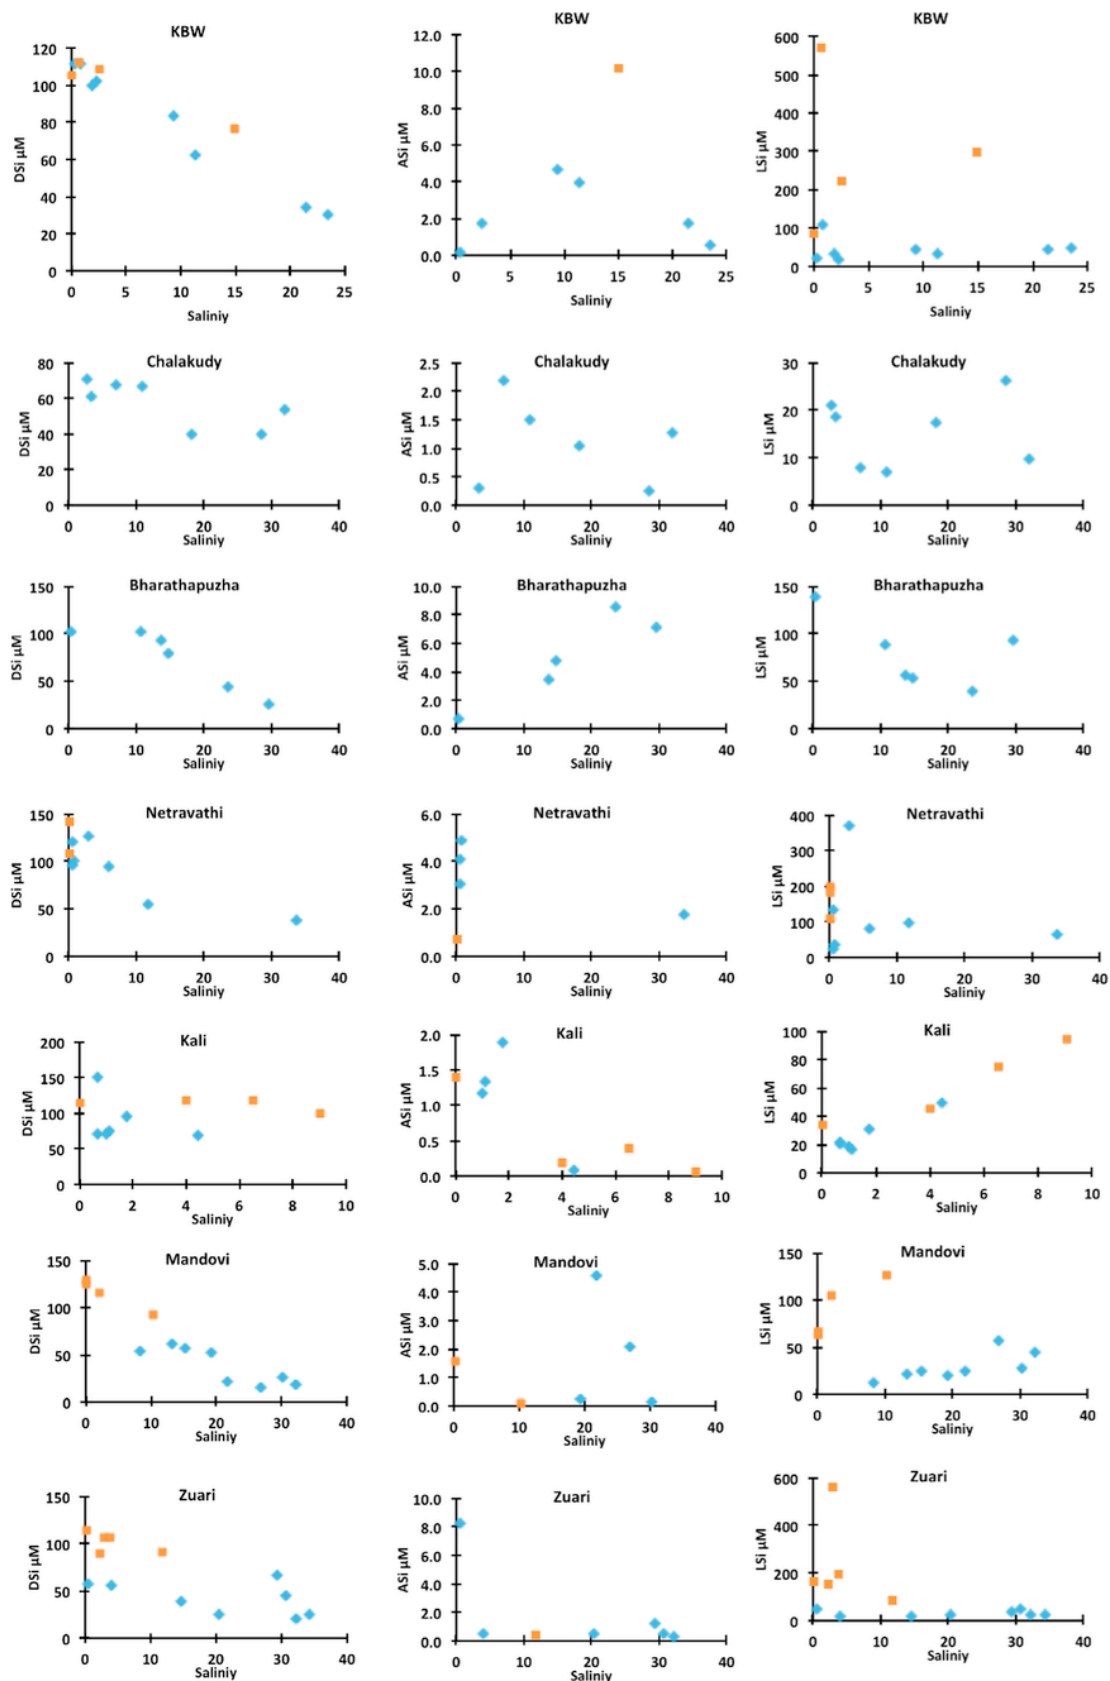 KBW
120
100
80
60
40
20
0
DSi µM
0 5 10 15 20 25
Saliniy
KBW
12.0
10.0
8.0
6.0
4.0
2.0
0.0
ASi µM
0 5 10 15 20 25
Saliniy
KBW
600
500
400
300
200
100
0
LSi µM
0 5 10 15 20 25
Saliniy
Chalakudy
80
60
40
20
0
DSi µM
0 10 20 30 40
Saliniy
Chalakudy
2.5
2.0
1.5
1.0
0.5
0.0
ASi µM
0 10 20 30 40
Saliniy
Chalakudy
30
20
10
0
LSi µM
0 10 20 30 40
Saliniy
Bharathapuzha
150
100
50
0
DSi µM
0 10 20 30 40
Saliniy
Bharathapuzha
10.0
8.0
6.0
4.0
2.0
0.0
ASi µM
0 10 20 30 40
Saliniy
Bharathapuzha
150
100
50
0
LSi µM
0 10 20 30 40
Saliniy
Netravathi
150
100
50
0
DSi µM
0 10 20 30 40
Saliniy
Netravathi
6.0
4.0
2.0
0.0
ASi µM
0 10 20 30 40
Saliniy
Netravathi
400
300
200
100
0
LSi µM
0 10 20 30 40
Saliniy
Kali
200
150
100
50
0
DSi µM
0 2 4 6 8 10
Saliniy
Kali
2.0
1.5
1.0
0.5
0.0
ASi µM
0 2 4 6 8 10
Saliniy
Kali
100
80
60
40
20
0
LSi µM
0 2 4 6 8 10
Saliniy
Mandovi
150
100
50
0
DSi µM
0 10 20 30 40
Saliniy
Mandovi
5.0
4.0
3.0
2.0
1.0
0.0
ASi µM
0 10 20 30 40
Saliniy
Mandovi
150
100
50
0
LSi µM
0 10 20 30 40
Saliniy
Zuari
150
100
50
0
DSi µM
0 10 20 30 40
Saliniy
Zuari
10.0
8.0
6.0
4.0
2.0
0.0
ASi µM
0 10 20 30 40
Saliniy
Zuari
600
400
200
0
LSi µM
0 10 20 30 40
Saliniy